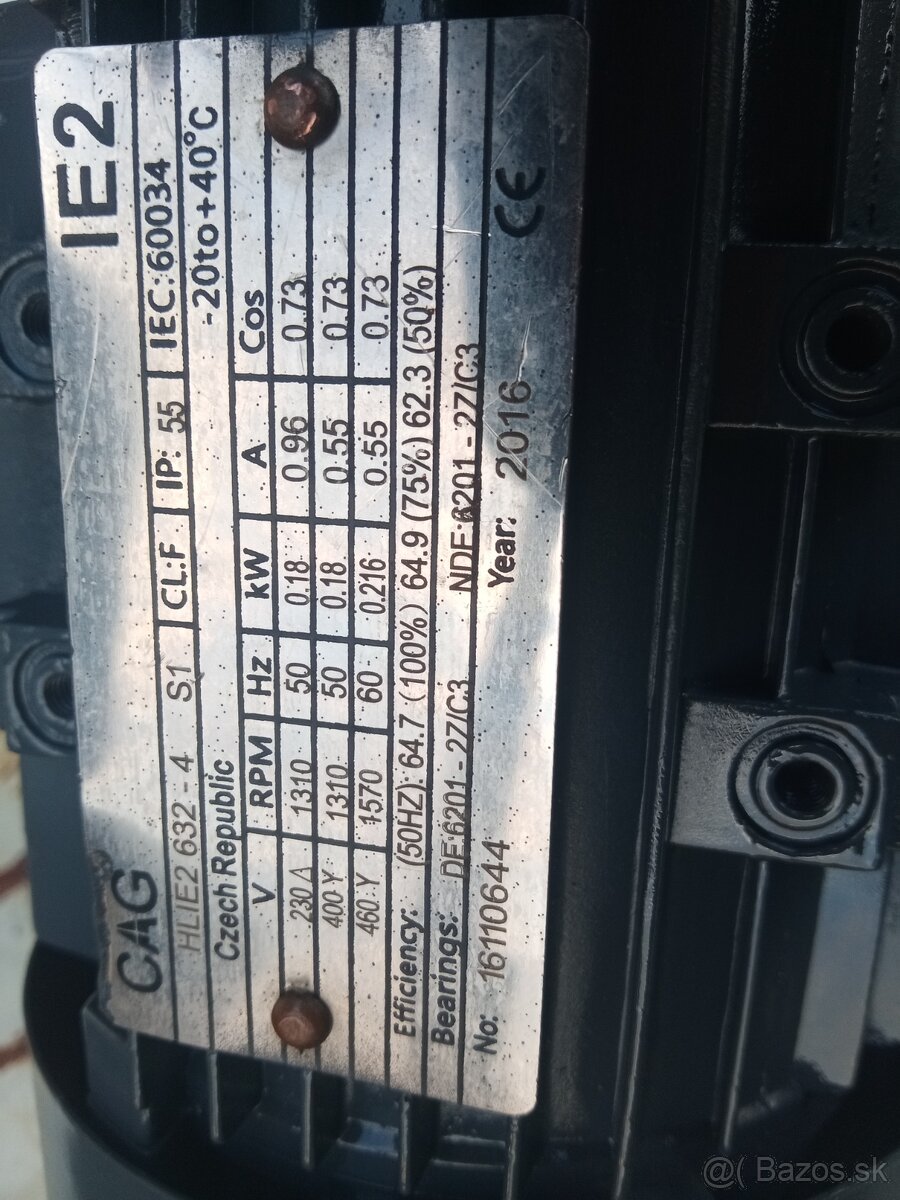 CAG IE2
HLIE2 632 - 4 S1 CL:F IP: 55 IEC:60034
Czech Republic -20to+40°C
V RPM Hz kW A Cos
230 Δ 1310 50 0.18 0.96 0.73
400 Y 1310 50 0.18 0.55 0.73
460 Y 1570 60 0.216 0.55 0.73
Efficiency: (50HZ): 64.7 (100%) 64.9 (75%) 62.3 (50%)
Bearings: DE:6201 - 2Z/C3 NDE:6201 - 2Z/C3
No: 16110644 Year: 2016 CE
@( Bazos.sk